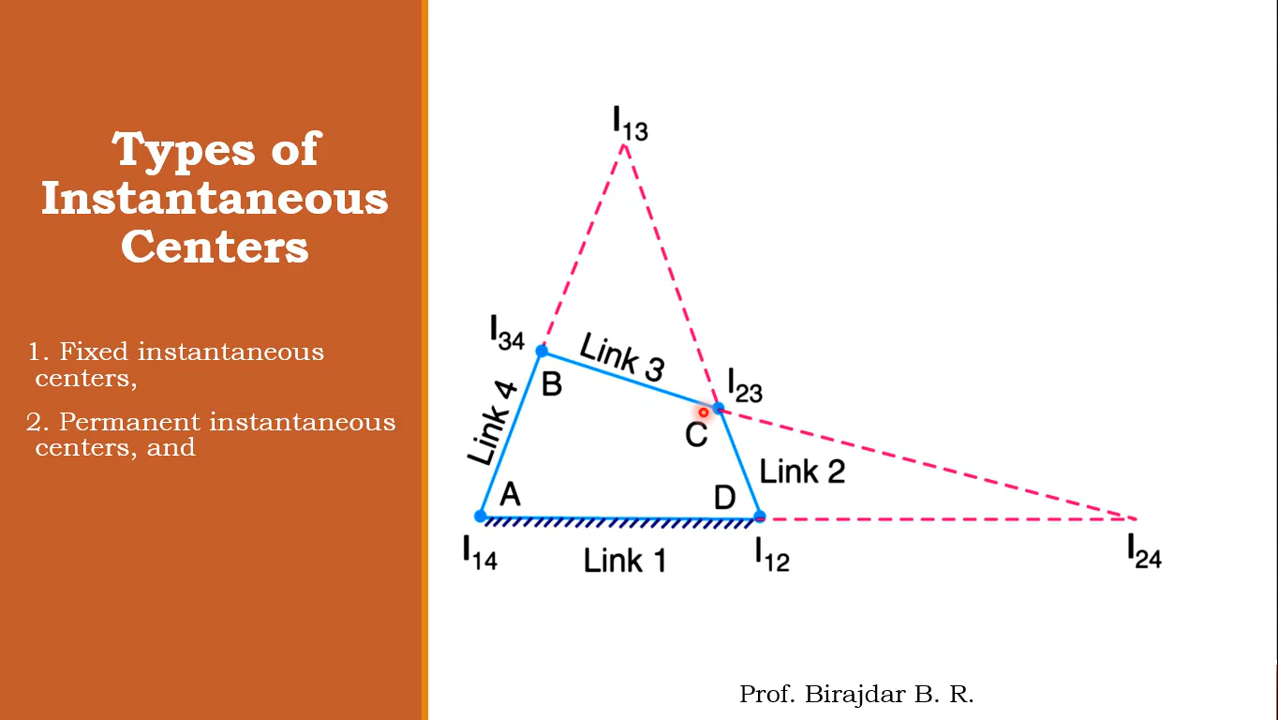 Types of
Instantaneous
Centers
1. Fixed instantaneous
centers,
2. Permanent instantaneous
centers, and
I13
I34
Link 3
I23
B
Link 4
C
Link 2
A
D
I14
Link 1
I12
I24
Prof. Birajdar B. R.